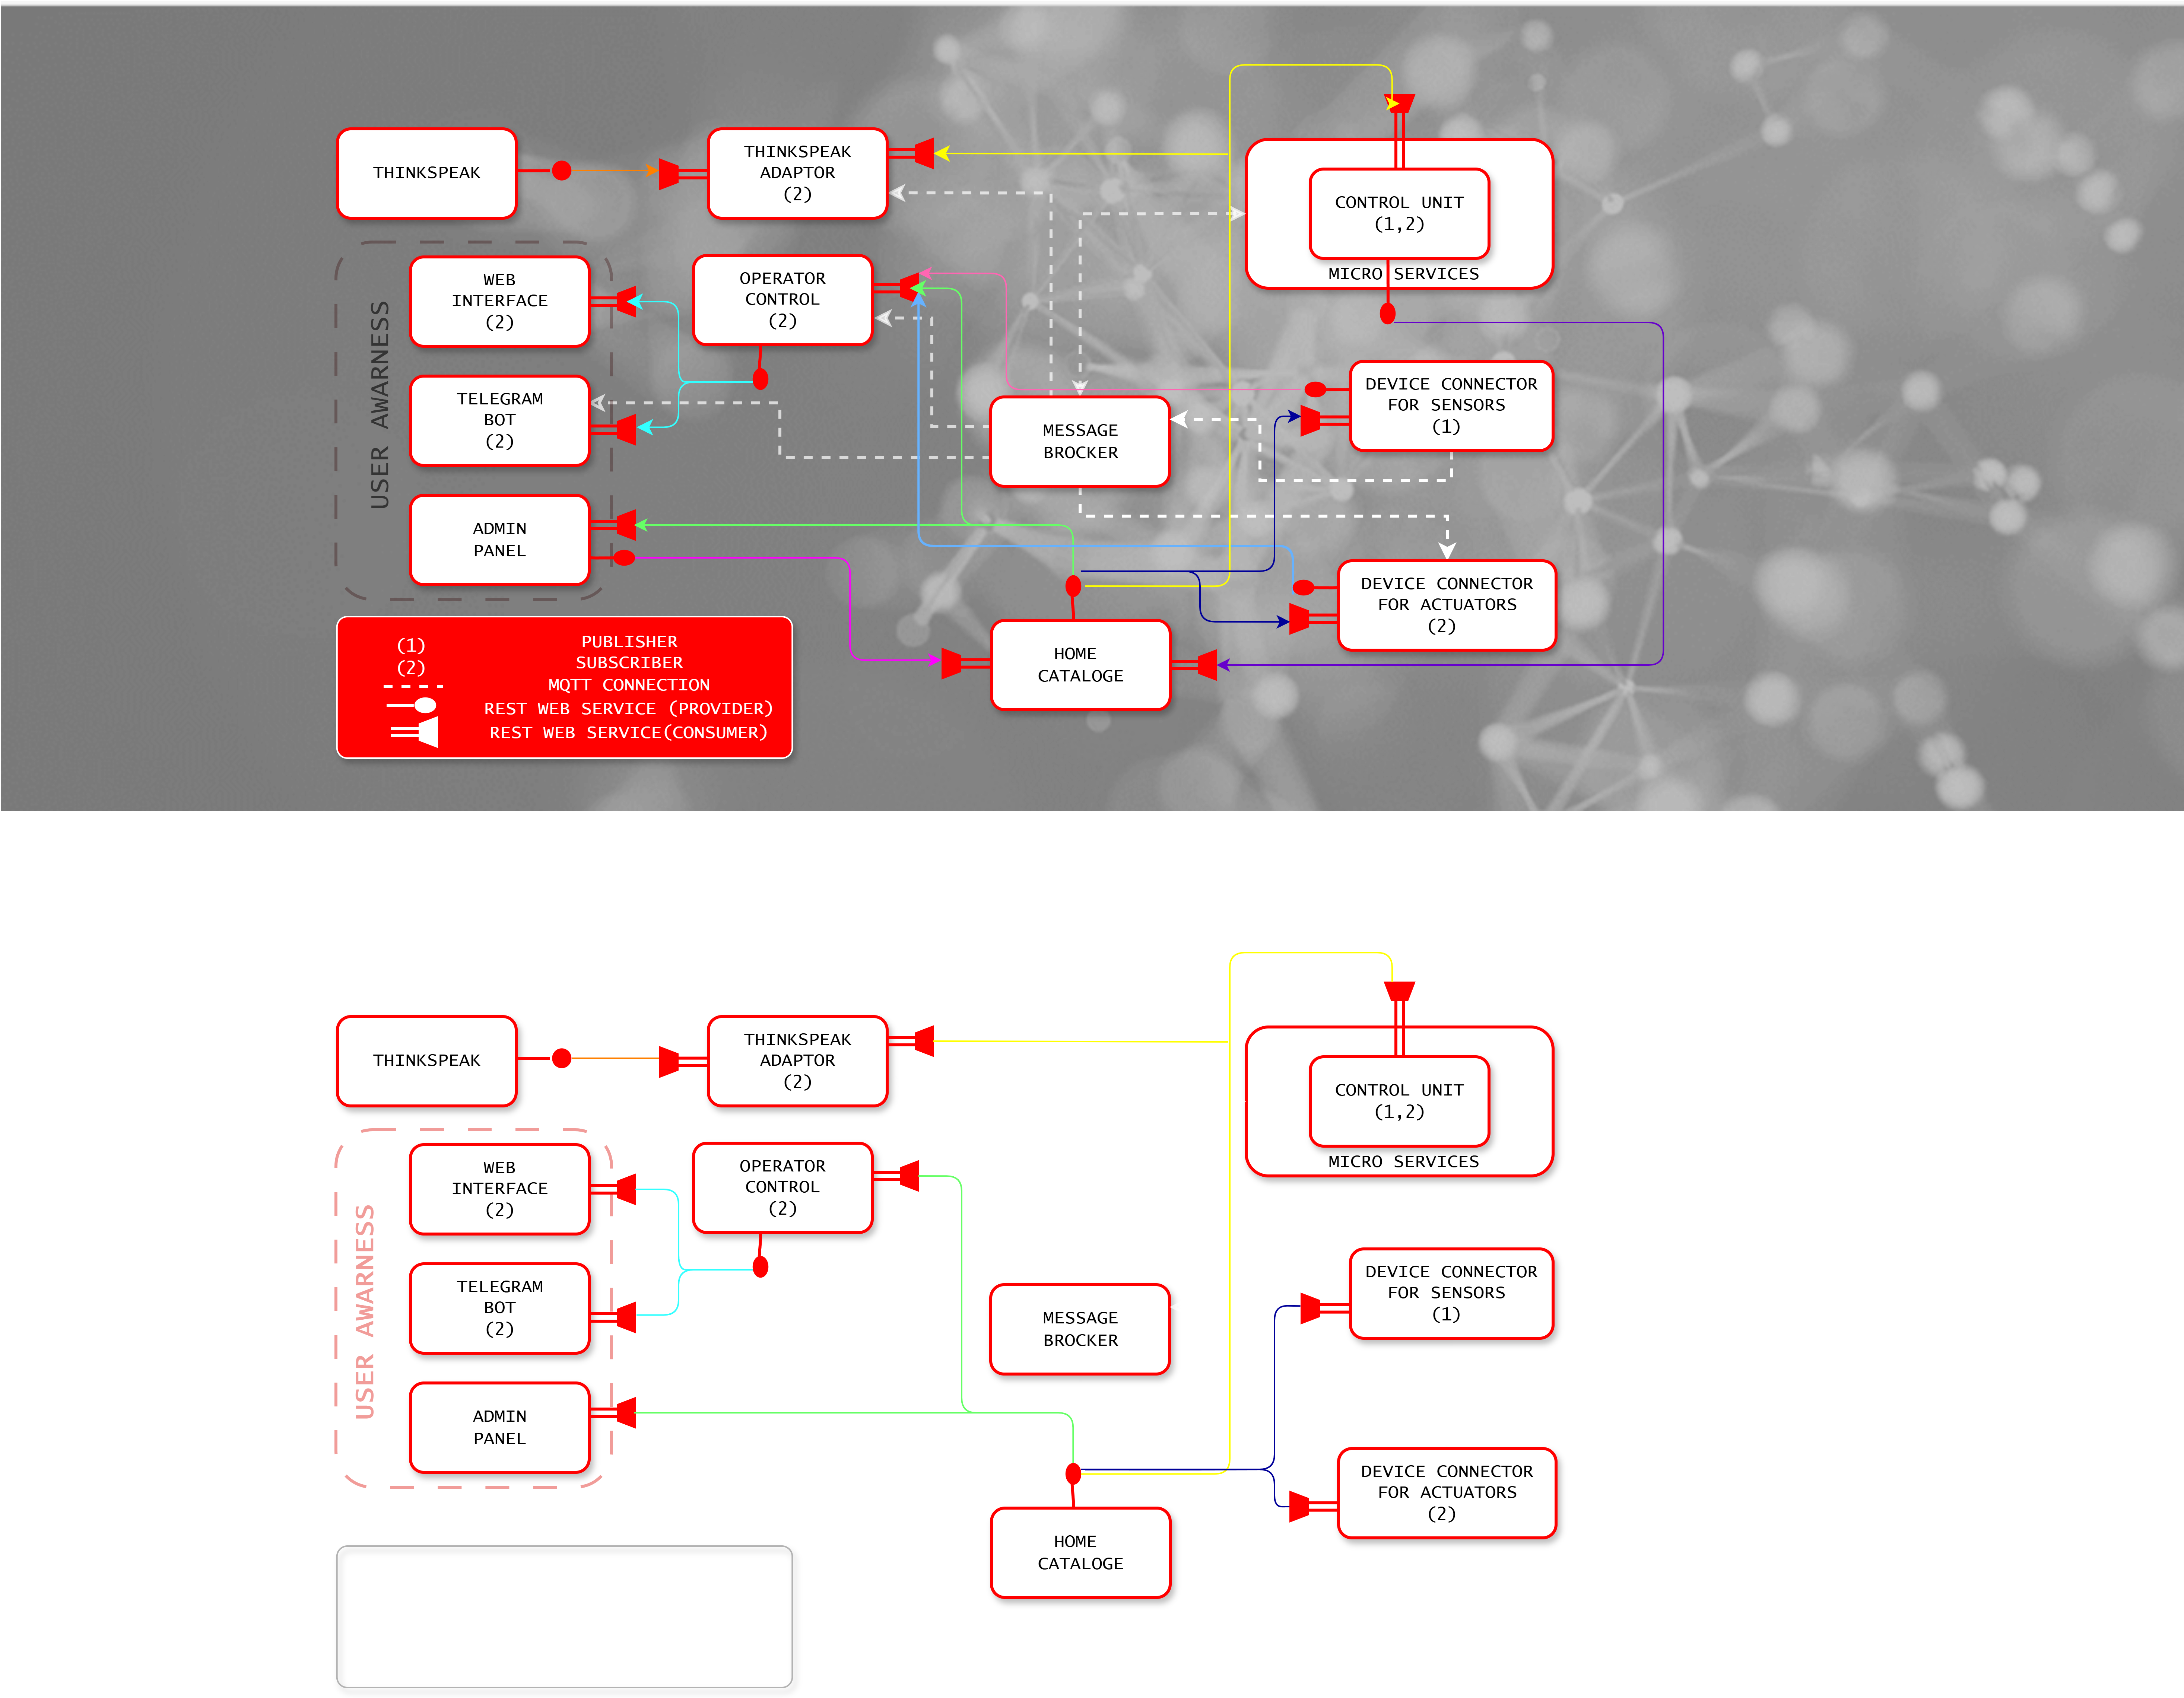 THINKSPEAK
THINKSPEAK
ADAPTOR
(2)
CONTROL UNIT
(1,2)
MICRO SERVICES
USER AWARNESS
WEB
INTERFACE
(2)
OPERATOR
CONTROL
(2)
TELEGRAM
BOT
(2)
MESSAGE
BROCKER
DEVICE CONNECTOR
FOR SENSORS
(1)
ADMIN
PANEL
DEVICE CONNECTOR
FOR ACTUATORS
(2)
HOME
CATALOGE
(1) PUBLISHER
(2) SUBSCRIBER
MQTT CONNECTION
REST WEB SERVICE (PROVIDER)
REST WEB SERVICE(CONSUMER)
THINKSPEAK
THINKSPEAK
ADAPTOR
(2)
CONTROL UNIT
(1,2)
MICRO SERVICES
USER AWARNESS
WEB
INTERFACE
(2)
OPERATOR
CONTROL
(2)
TELEGRAM
BOT
(2)
MESSAGE
BROCKER
DEVICE CONNECTOR
FOR SENSORS
(1)
ADMIN
PANEL
DEVICE CONNECTOR
FOR ACTUATORS
(2)
HOME
CATALOGE